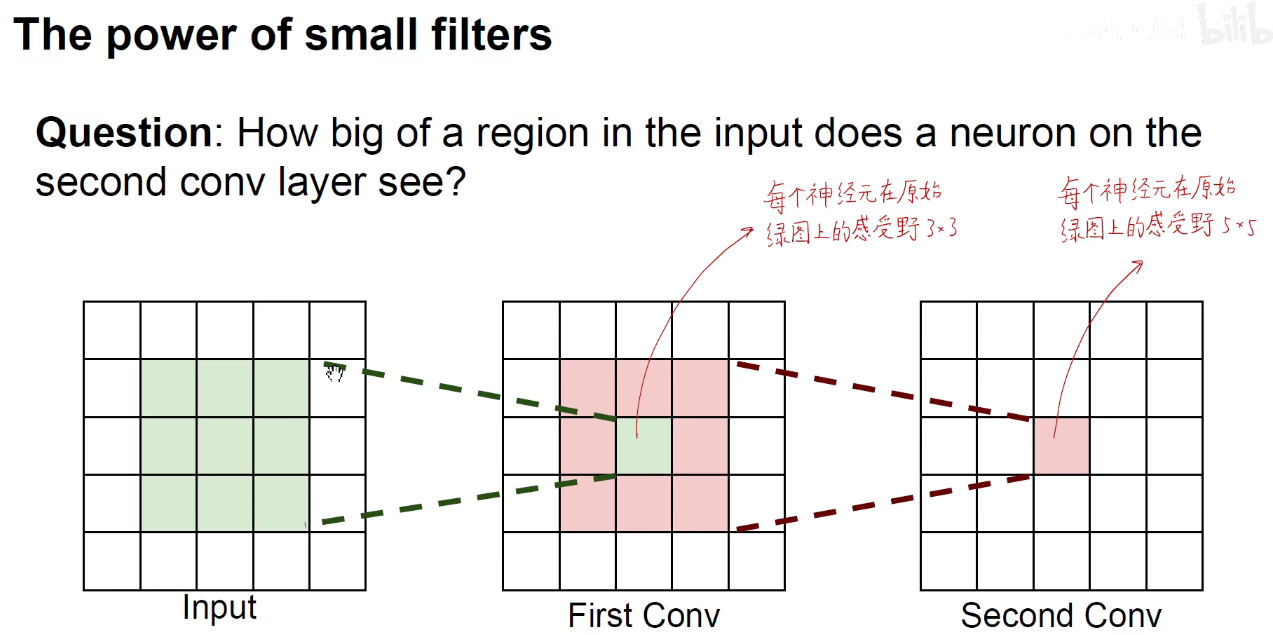 The power of small filters
bilib
Question: How big of a region in the input does a neuron on the
second conv layer see?
每个神经元在原始
绿图上的感受野 3×3
每个神经元在原始
绿图上的感受野 5×5
Input
First Conv
Second Conv